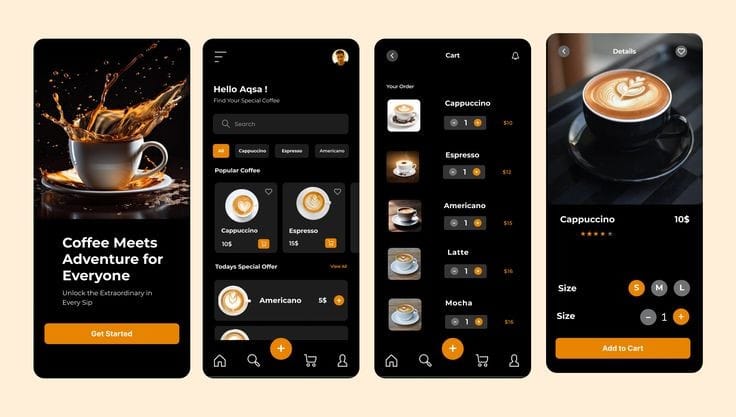 Coffee Meets
Adventure for
Everyone
Unlock the Extraordinary in
Every Sip
Get Started
Hello Aqsa !
Find Your Special Coffee
Search
All Cappuccino Espresso Americano
Popular Coffee
Cappuccino
10$
Espresso
15$
Todays Special Offer View All
Americano 5$ +
+
Cart
Your Order
Cappuccino
- 1 + $10
Espresso
- 1 + $12
Americano
- 1 + $15
Latte
- 1 + $16
Mocha
- 1 + $16
+
Details
Cappuccino 10$
Size S M L
Size - 1 +
Add to Cart